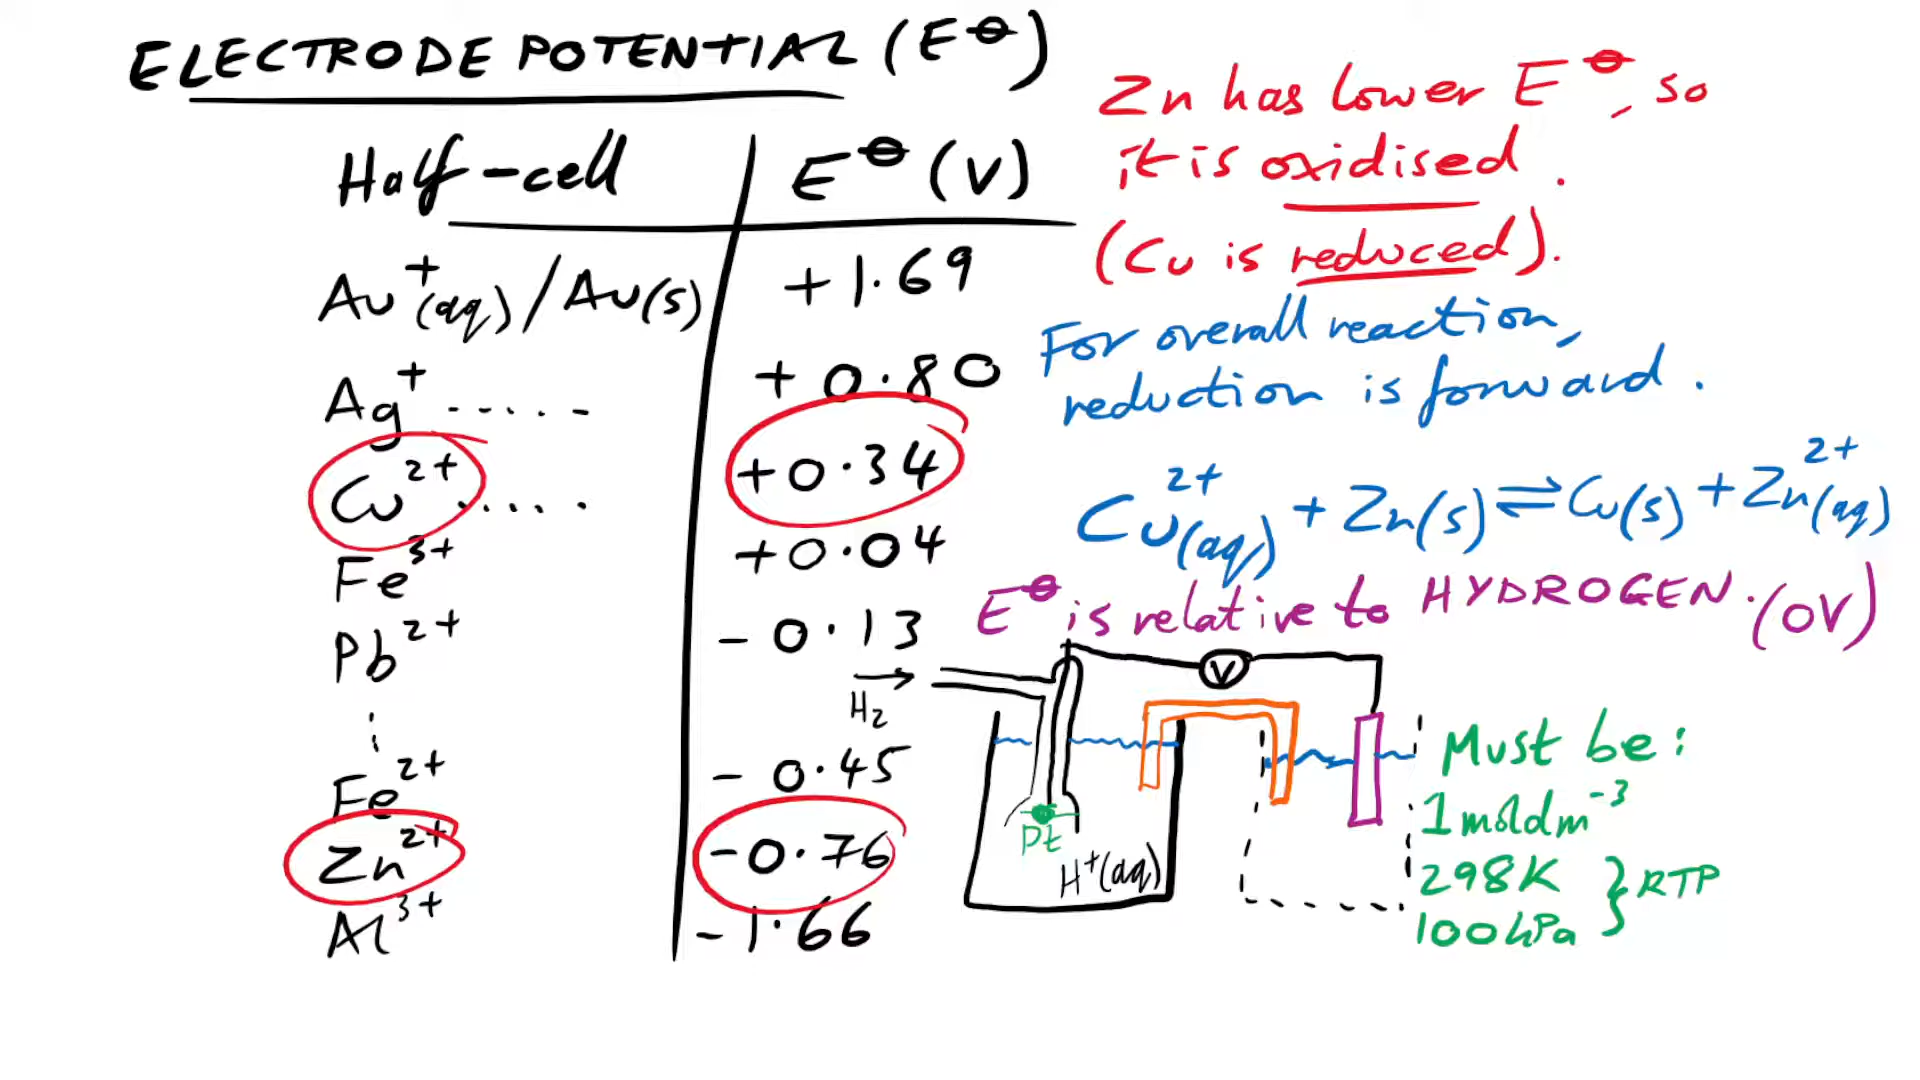 ELECTRODE POTENTIAL (E⦵)
Half-cell E⦵ (V)
Au⁺(aq)/Au(s) +1.69
Ag⁺ ..... +0.80
Cu²⁺ ..... +0.34
Fe³⁺ +0.04
Pb²⁺ -0.13
Fe²⁺ -0.45
Zn²⁺ -0.76
Al³⁺ -1.66
Zn has lower E⦵, so
it is oxidised.
(Cu is reduced).
For overall reaction,
reduction is forward.
Cu²⁺(aq) + Zn(s) ⇌ Cu(s) + Zn²⁺(aq)
E⦵ is relative to HYDROGEN. (0V)
V
H₂
Pt
H⁺(aq)
Must be:
1 moldm⁻³
298K
100hPa
} RTP